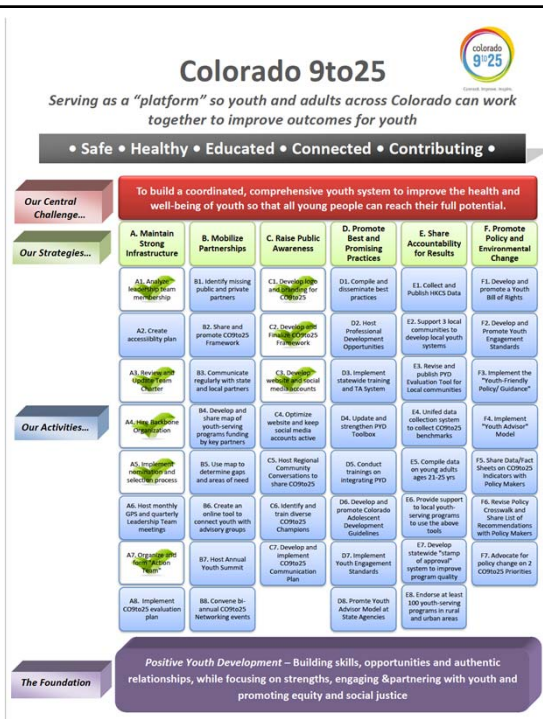 colorado
9to25
Connect. Improve. Inspire.
Colorado 9to25
Serving as a “platform” so youth and adults across Colorado can work
together to improve outcomes for youth
• Safe • Healthy • Educated • Connected • Contributing •
Our Central
Challenge...
To build a coordinated, comprehensive youth system to improve the health and
well-being of youth so that all young people can reach their full potential.
Our Strategies...
A. Maintain
Strong
Infrastructure
B. Mobilize
Partnerships
C. Raise Public
Awareness
D. Promote
Best and
Promising
Practices
E. Share
Accountability
for Results
F. Promote
Policy and
Environmental
Change
Our Activities...
A1. Analyze
leadership team
membership
A2. Create
accessiblity plan
A3. Review and
Update Team
Charter
A4. Hire Backbone
Organization
A5. Implement
nomination and
selection process
A6. Host monthly
GPS and quarterly
Leadership Team
meetings
A7. Organize and
form "Action
Team"
A8. Implement
CO9to25 evaluation
plan
B1. Identify missing
public and private
partners
B2. Share and
promote CO9to25
Framework
B3. Communicate
regularly with state
and local partners
B4. Develop and
share map of
youth-serving
programs funding
by key partners
B5. Use map to
determine gaps
and areas of need
B6. Create an
online tool to
connect youth with
advisory groups
B7. Host Annual
Youth Summit
B8. Convene bi-
annual CO9to25
Networking events
C1. Develop logo
and branding for
CO9to25
C2. Develop and
Finalize CO9to25
Framework
C3. Develop
website and social
media accounts
C4. Optimize
website and keep
social media
accounts active
C5. Host Regional
Community
Conversations to
share CO9to25
C6. Identify and
train diverse
CO9to25
Champions
C7. Develop and
implement
CO9to25
Communication
Plan
D1. Compile and
disseminate best
practices
D2. Host
Professional
Development
Opportunities
D3. Implement
statewide training
and TA System
D4. Update and
strengthen PYD
Toolbox
D5. Conduct
trainings on
integrating PYD
D6. Develop and
promote Colorado
Adolescent
Development
Guidelines
D7. Implement
Youth Engagement
Standards
D8. Promte Youth
Advisor Model at
State Agencies
E1. Collect and
Publish HKCS Data
E2. Support 3 local
communities to
develop local youth
systems
E3. Revise and
publish PYD
Evaluation Tool for
Local communities
E4. Unifed data
collection system
to collect CO9to25
benchmarks
E5. Compile data
on young adults
ages 21-25 yrs
E6. Provide support
to local youth-
serving programs
to use the above
tools
E7. Develop
statewide "stamp
of approval"
system to improve
program quality
E8. Endorse at least
100 youth-serving
programs in rural
and urban areas
F1. Develop and
promote a Youth
Bill of Rights
F2. Develop and
Promote Youth
Engagement
Standards
F3. Implement the
"Youth-Friendly
Policy/ Guidance"
F4. Implement
"Youth Advisor"
Model
F5. Share Data/Fact
Sheets on CO9to25
Indicators with
Policy Makers
F6. Revise Policy
Crosswalk and
Share List of
Recommendations
with Policy Makers
F7. Advocate for
policy change on 2
CO9to25 Priorities
The Foundation
Positive Youth Development – Building skills, opportunities and authentic
relationships, while focusing on strengths, engaging &partnering with youth and
promoting equity and social justice